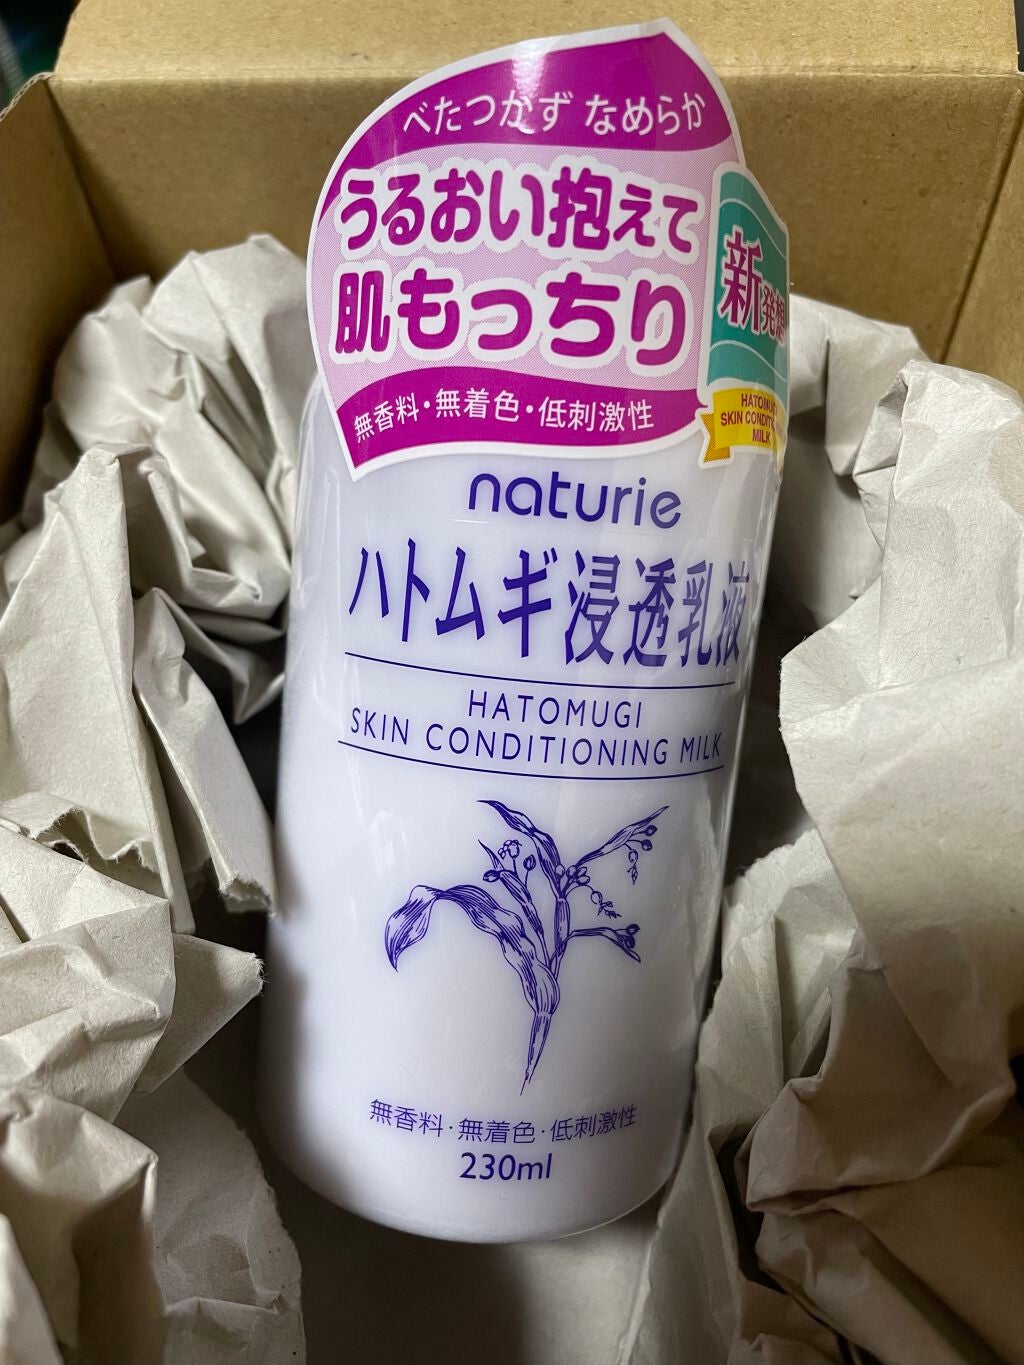 べたつかず なめらか
うるおい抱えて
肌もっちり
無香料・無着色・低刺激性
新発想
HATOMUGI
SKIN CONDITIONING
MILK
naturie
ハトムギ浸透乳液
HATOMUGI
SKIN CONDITIONING MILK
無香料・無着色・低刺激性
230ml